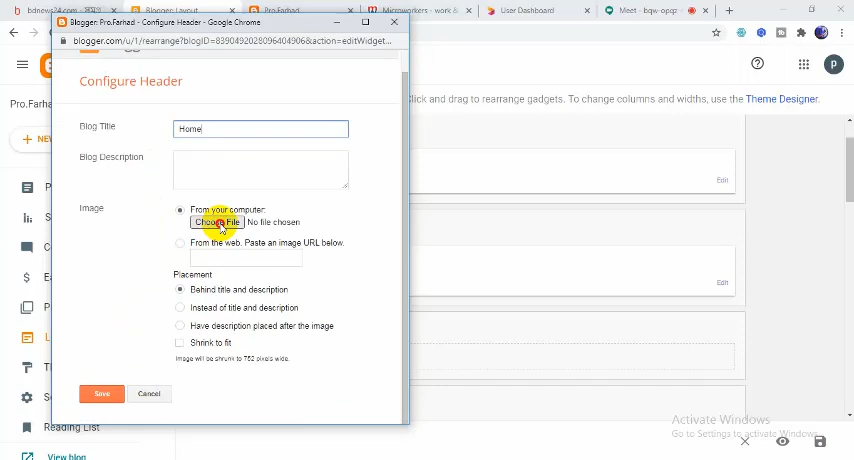 bdnews24.com
Blogger: Layout
Pro.Farhad
Microworkers - work &
User Dashboard
Meet - bqw-opqz
Blogger: Pro.Farhad - Configure Header - Google Chrome
blogger.com/u/1/rearrange?blogID=8390492028096404906&action=editWidget...
Configure Header
Click and drag to rearrange gadgets. To change columns and widths, use the Theme Designer.
P
Pro.Farha
NEW
Blog Title
Home
Blog Description
Image
From your computer:
Choose File No file chosen
From the web. Paste an image URL below.
Placement
Behind title and description
Instead of title and description
Have description placed after the image
Shrink to fit
Image will be shrunk to 752 pixels wide.
Save
Cancel
Edit
Edit
Reading List
View blog
Activate Windows
Go to Settings to activate Windows.